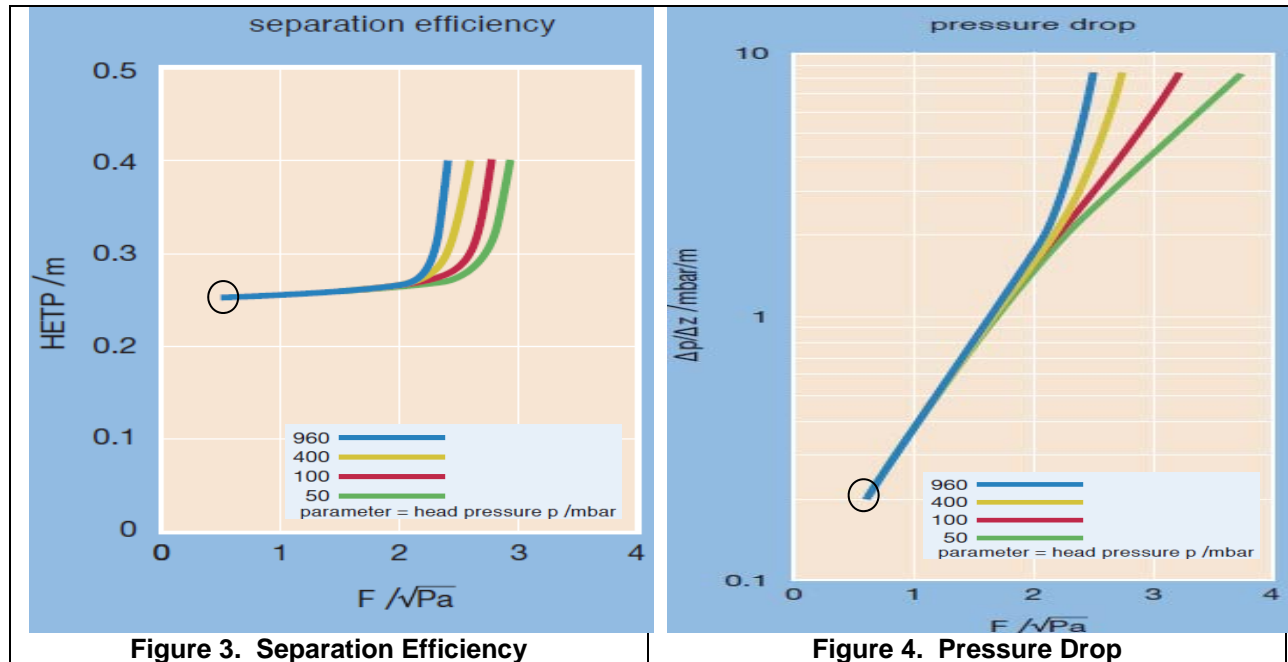 separation efficiency
0.5
0.4
0.3
0.2
0.1
0
HETP /m
0
1
2
3
4
F /√Pa
960
400
100
50
parameter = head pressure p /mbar
Figure 3. Separation Efficiency
pressure drop
10
1
0.1
Δp/Δz /mbar/m
0
1
2
3
4
F /√Pa
960
400
100
50
parameter = head pressure p /mbar
Figure 4. Pressure Drop